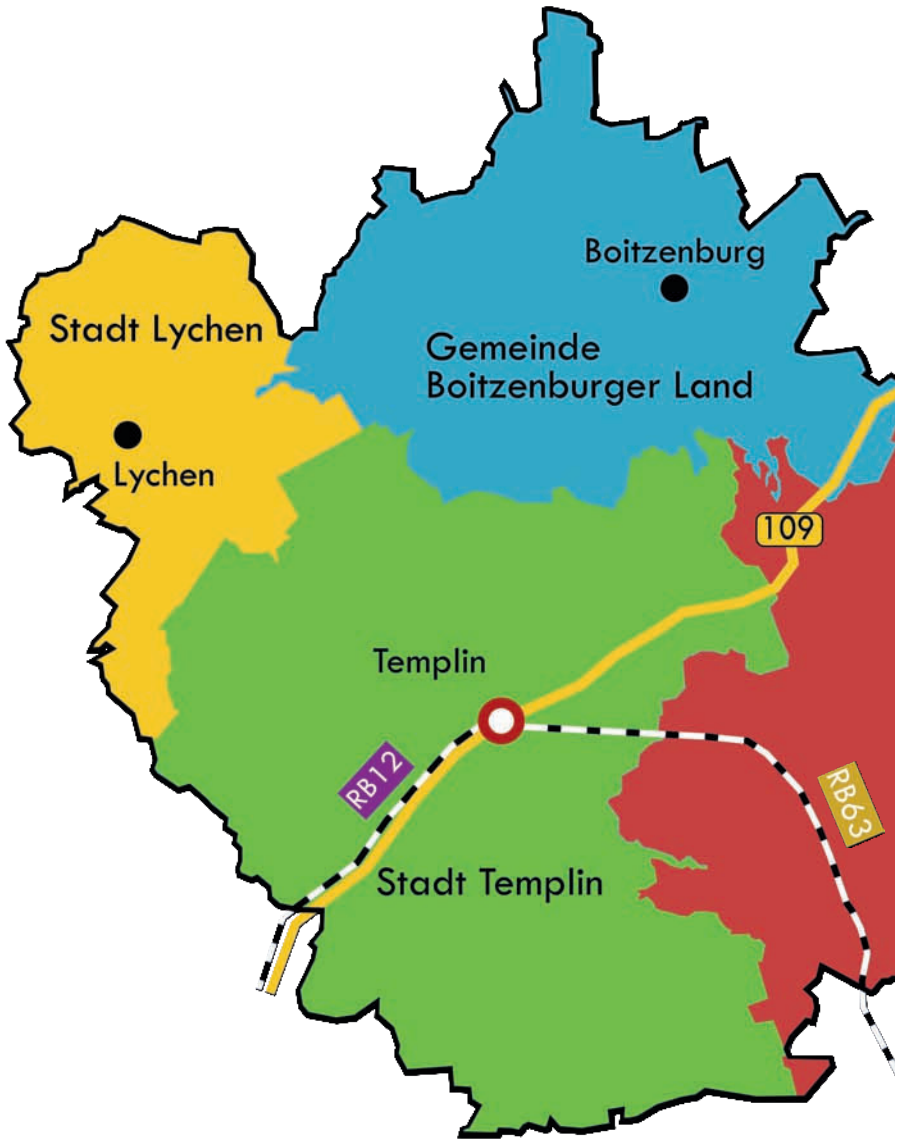 Boitzenburg
Stadt Lychen
Gemeinde
Boitzenburger Land
Lychen
109
Templin
RB12
RB63
Stadt Templin